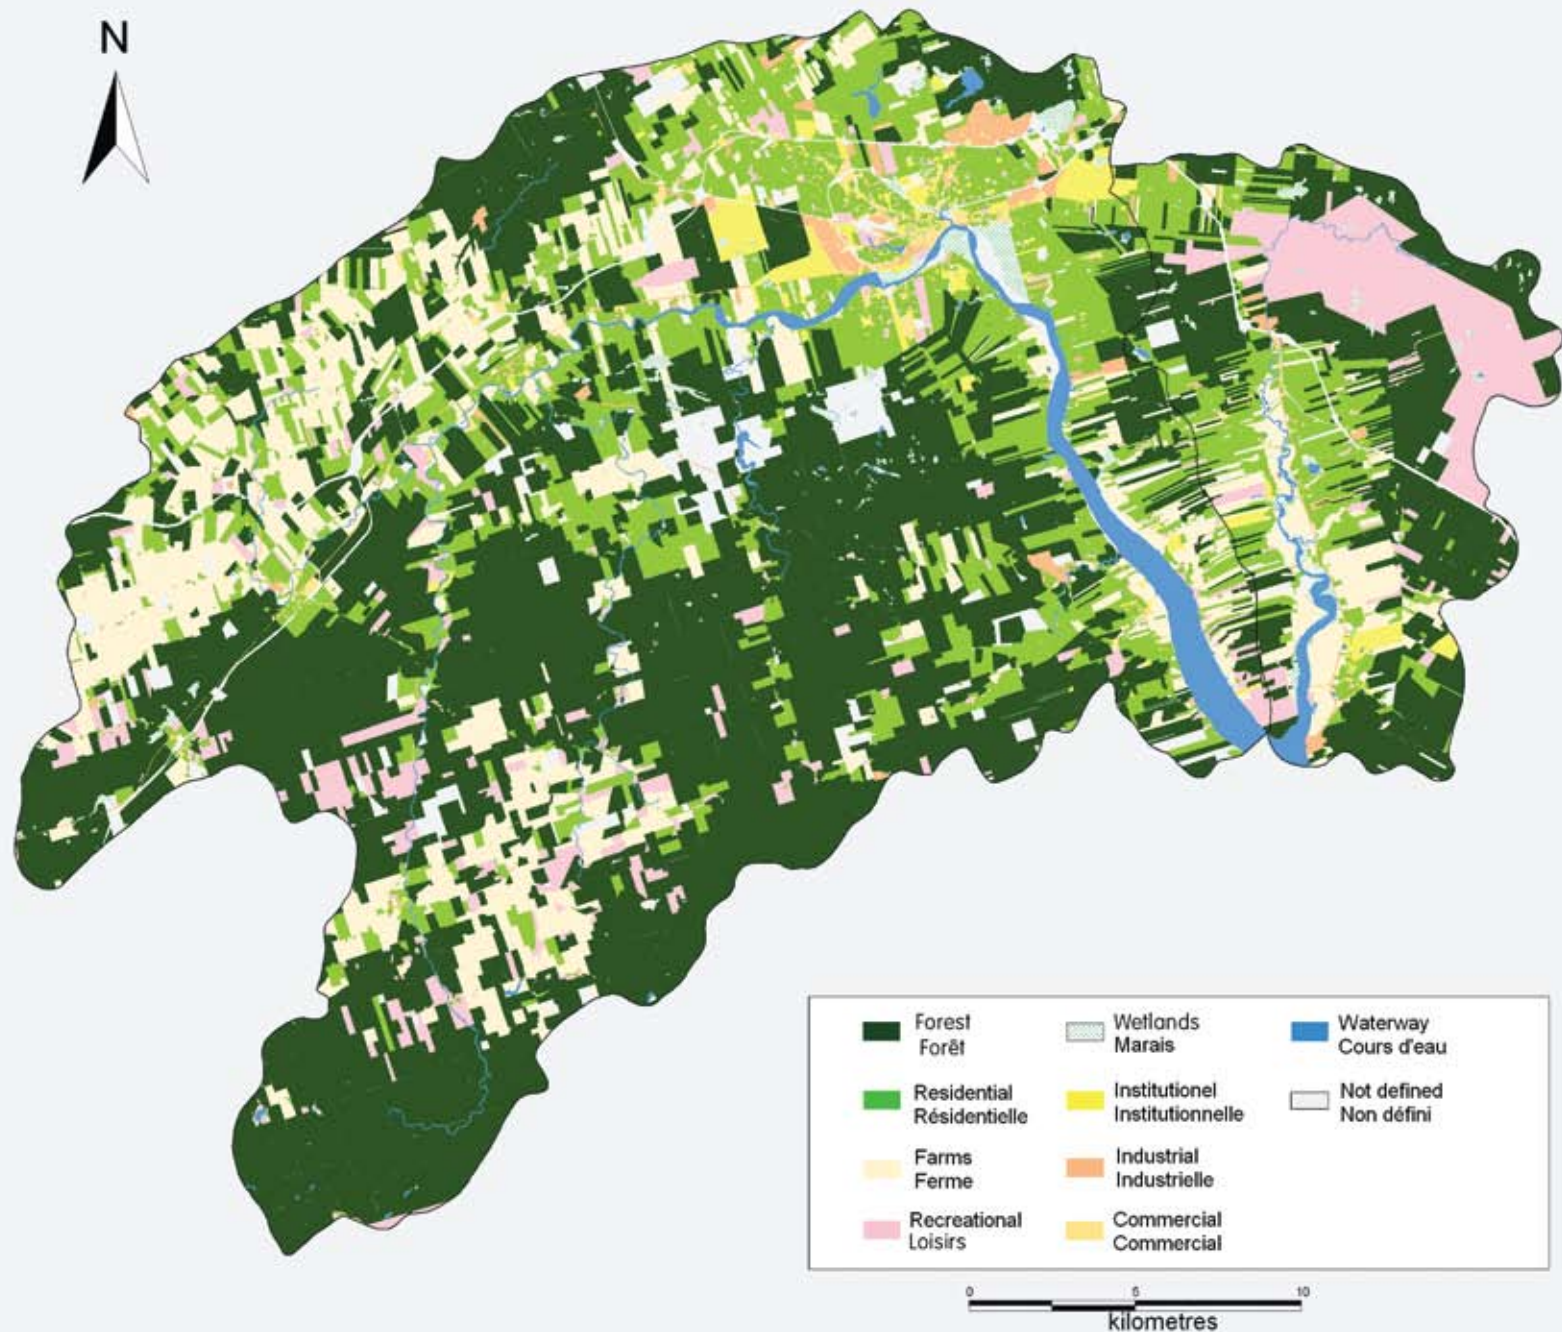 N
Forest
Forêt
Residential
Résidentielle
Farms
Ferme
Recreational
Loisirs
Wetlands
Marais
Institutionel
Institutionnelle
Industrial
Industrielle
Commercial
Commercial
Waterway
Cours d'eau
Not defined
Non défini
0 5 10
kilometres